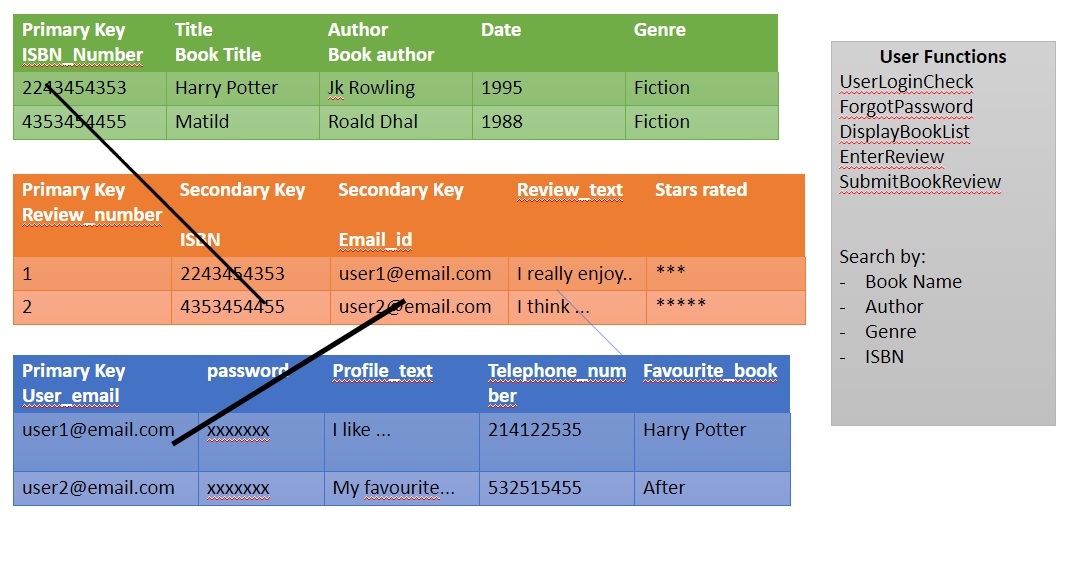 Primary Key Title Author Date Genre
ISBN_Number Book Title Book author
2243454353 Harry Potter Jk Rowling 1995 Fiction
4353454455 Matild Roald Dhal 1988 Fiction
Primary Key Secondary Key Secondary Key Review_text Stars rated
Review_number
ISBN Email_id
1 2243454353 user1@email.com I really enjoy.. ***
2 4353454455 user2@email.com I think ... *****
Primary Key password Profile_text Telephone_num Favourite_book
User_email ber
user1@email.com xxxxxxx I like ... 214122535 Harry Potter
user2@email.com xxxxxxx My favourite... 532515455 After
User Functions
UserLoginCheck
ForgotPassword
DisplayBookList
EnterReview
SubmitBookReview
Search by:
- Book Name
- Author
- Genre
- ISBN